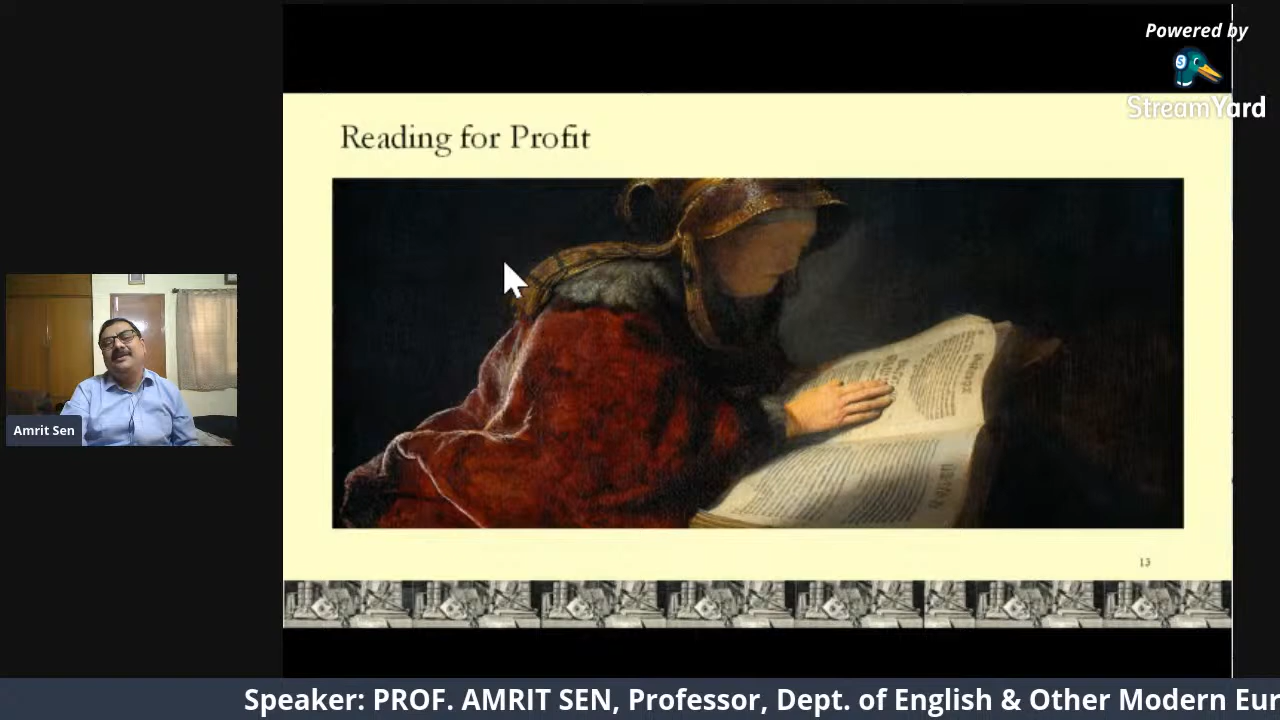 Powered by
S
StreamYard
Reading for Profit
Amrit Sen
13
Speaker: PROF. AMRIT SEN, Professor, Dept. of English & Other Modern Eur